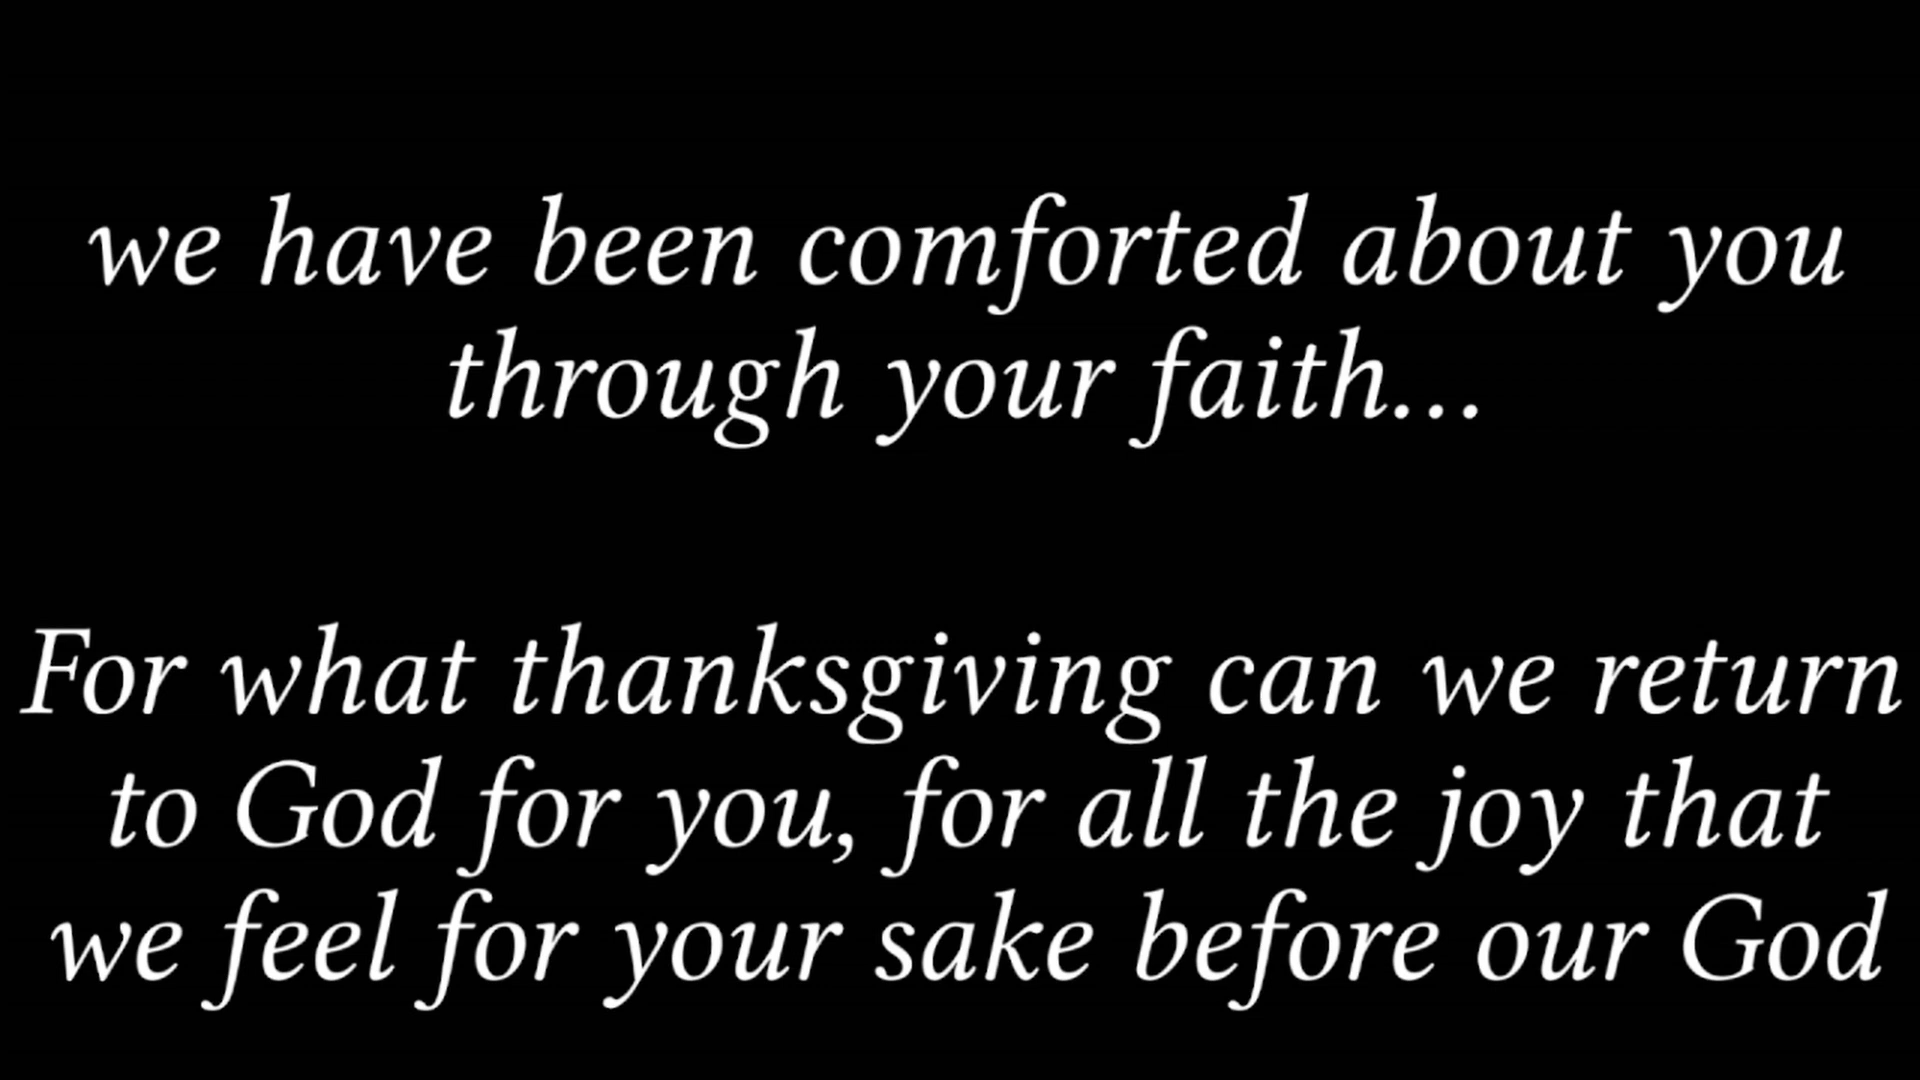 we have been comforted about you
through your faith...
For what thanksgiving can we return
to God for you, for all the joy that
we feel for your sake before our God